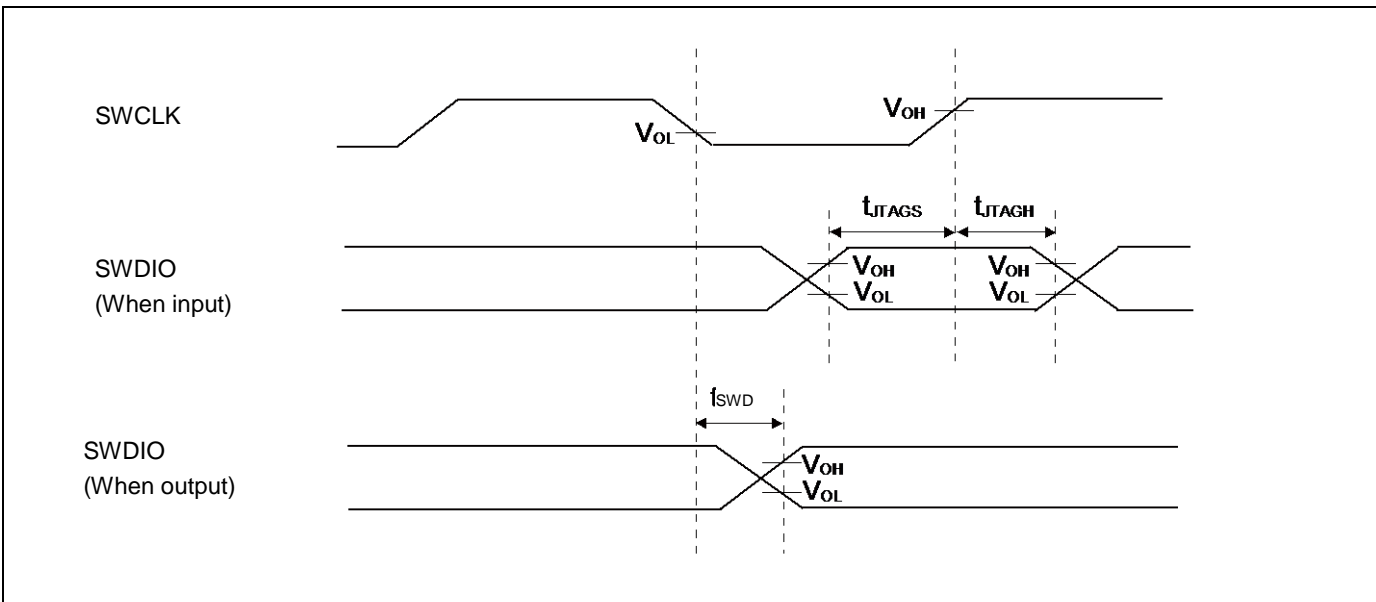 SWCLK
VOL
VOH
tJTAGS
tJTAGH
SWDIO
(When input)
VOH
VOL
VOH
VOL
tSWD
SWDIO
(When output)
VOH
VOL